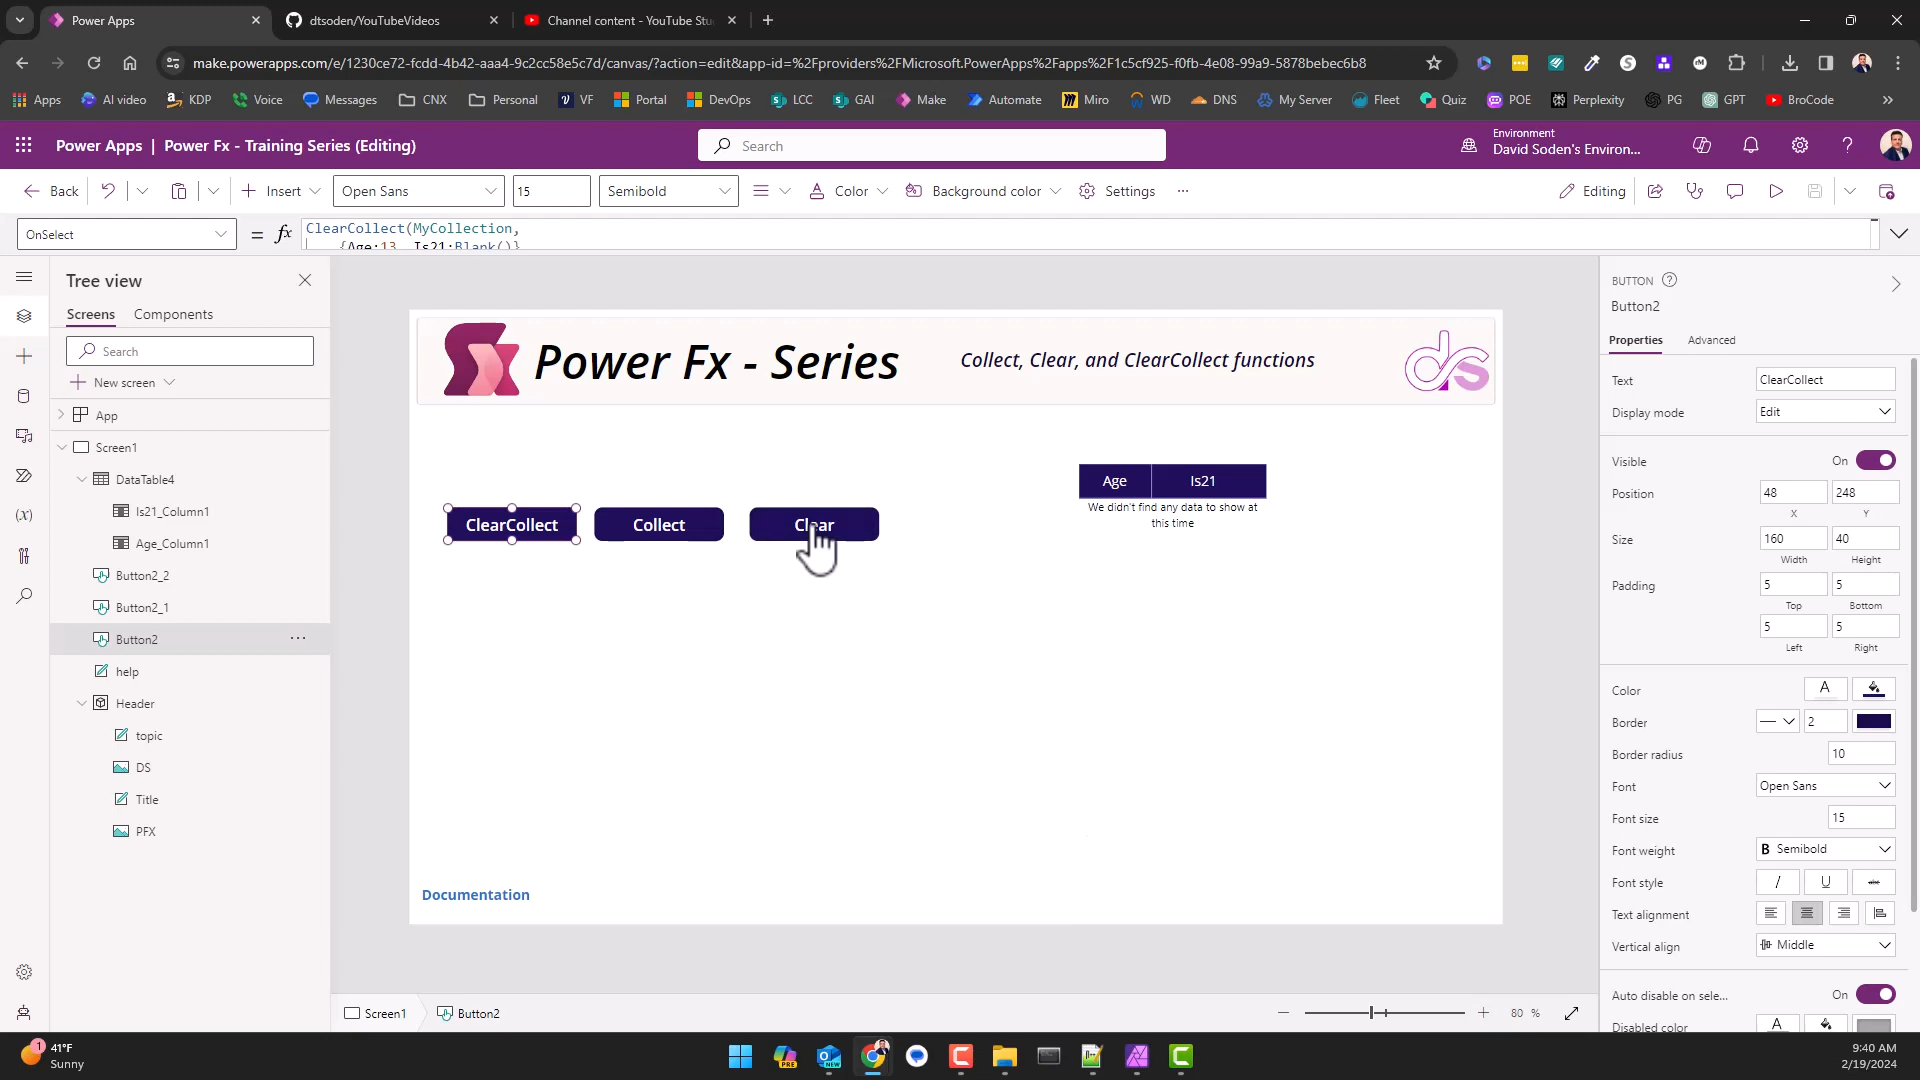 Power Apps
dtsoden/YouTubeVideos
Channel content - YouTube Stu
make.powerapps.com/e/1230ce72-fcdd-4b42-aaa4-9c2cc58e5c7d/canvas/?action=edit&app-id=%2Fproviders%2FMicrosoft.PowerApps%2Fapps%2F1c5cf925-f0fb-4e08-99a9-5878bebec6b8
Apps
AI video
KDP
Voice
Messages
CNX
Personal
VF
Portal
DevOps
LCC
GAI
Make
Automate
Miro
WD
DNS
My Server
Fleet
Quiz
POE
Perplexity
PG
GPT
BroCode
Power Apps | Power Fx - Training Series (Editing)
Search
Environment
David Soden's Environ...
Back
Insert
Open Sans
15
Semibold
Color
Background color
Settings
Editing
OnSelect
= fx
ClearCollect(MyCollection,
{Age:13, Is21:Blank()}
Tree view
Screens
Components
Search
New screen
App
Screen1
DataTable4
Is21_Column1
Age_Column1
Button2_2
Button2_1
Button2
help
Header
topic
DS
Title
PFX
Power Fx - Series
Collect, Clear, and ClearCollect functions
ds
ClearCollect
Collect
Clear
Age
Is21
We didn't find any data to show at
this time
Documentation
Screen1
Button2
80 %
BUTTON
Button2
Properties
Advanced
Text
ClearCollect
Display mode
Edit
Visible
On
Position
48
248
X
Y
Size
160
40
Width
Height
Padding
5
5
Top
Bottom
5
5
Left
Right
Color
A
Border
2
Border radius
10
Font
Open Sans
Font size
15
Font weight
B Semibold
Font style
/
U
abc
Text alignment
Vertical align
Middle
Auto disable on sele...
On
Disabled color
A
1
41°F
Sunny
PRE
NEW
9:40 AM
2/19/2024